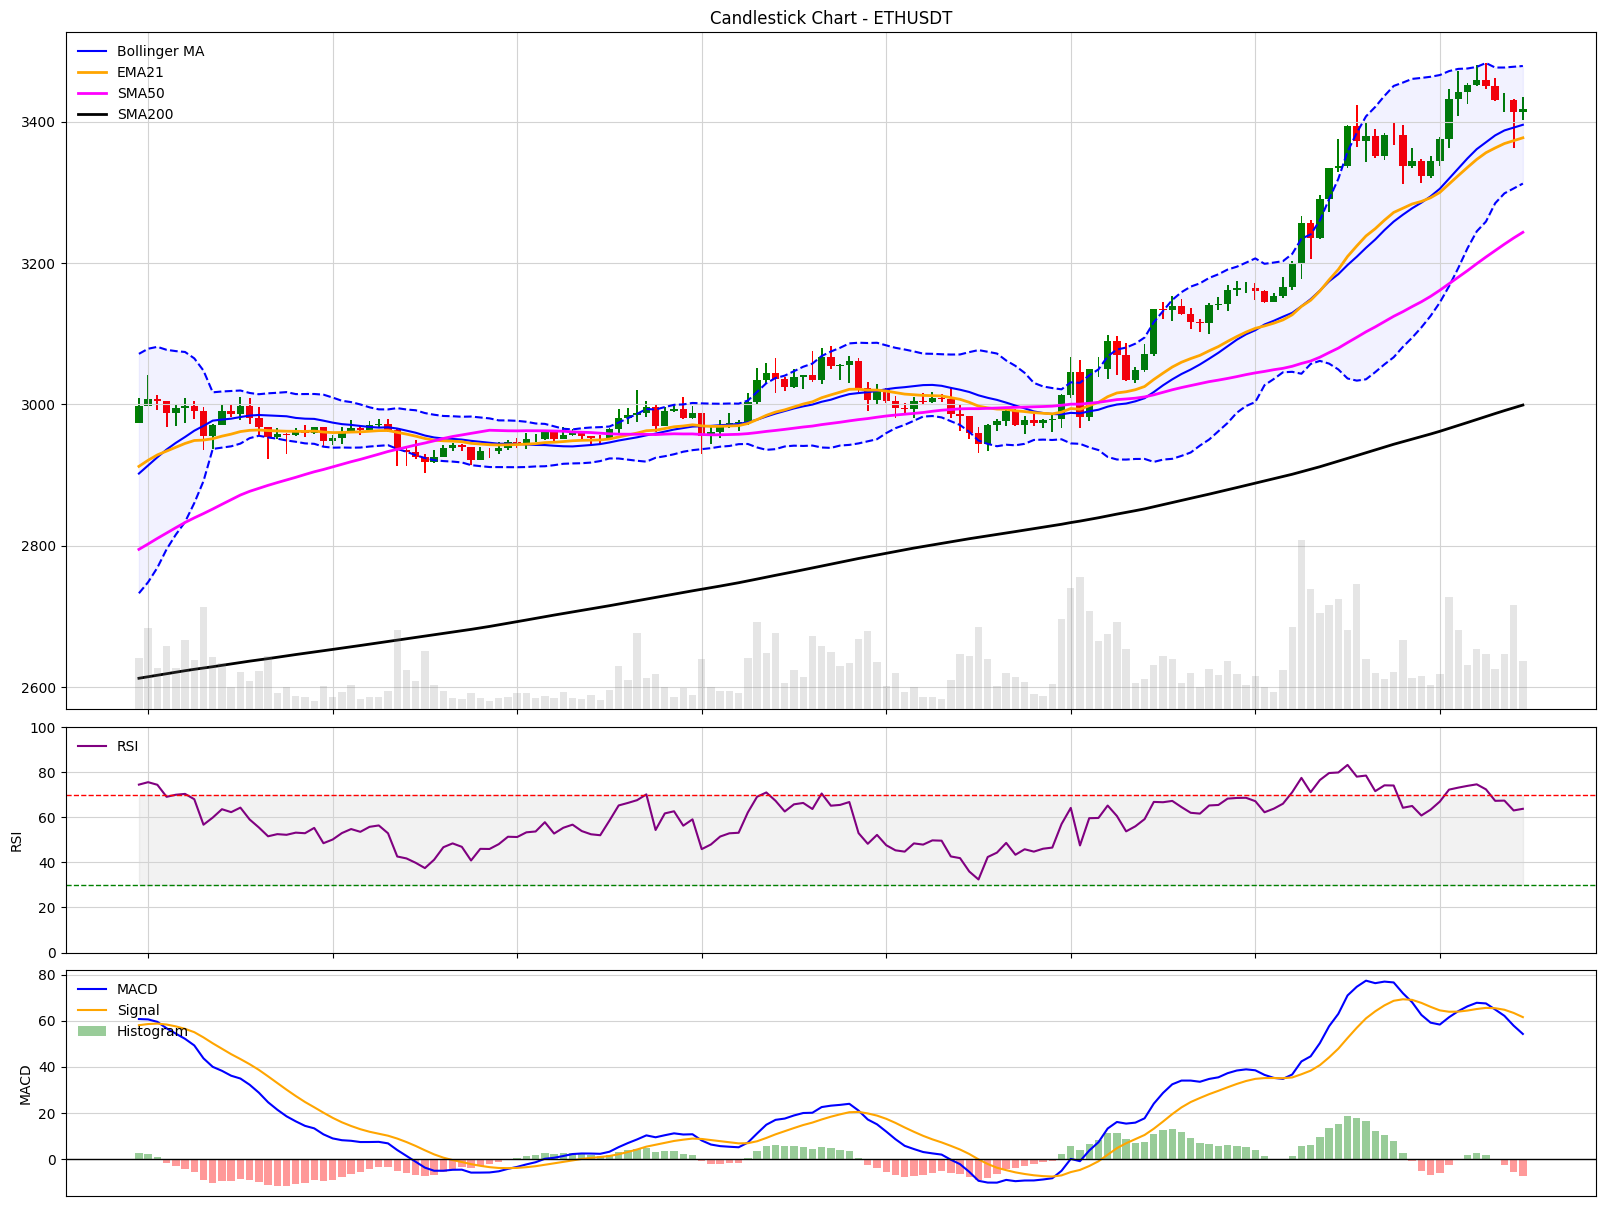 Candlestick Chart - ETHUSDT
Bollinger MA
EMA21
SMA50
SMA200
3400
3200
3000
2800
2600
100
RSI
80
60
RSI
40
20
0
80
MACD
Signal
60
Histogram
40
MACD
20
0